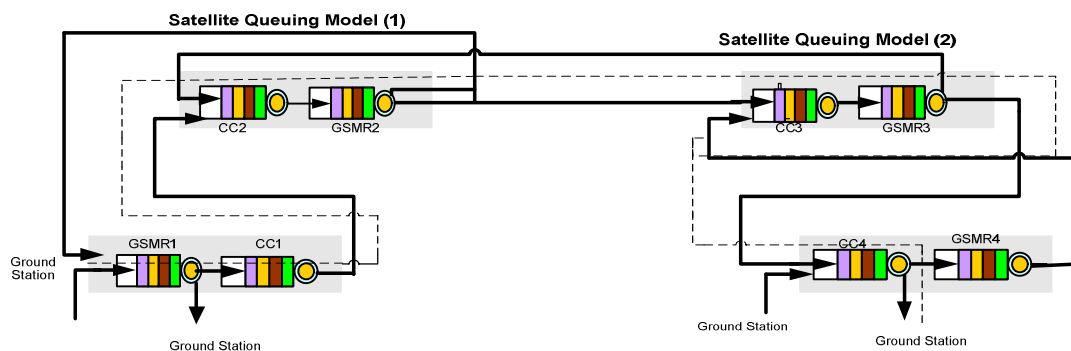 Satellite Queuing Model (1)
Satellite Queuing Model (2)
CC2
GSMR2
CC3
GSMR3
GSMR1
CC1
Ground
Station
CC4
GSMR4
Ground Station
Ground Station
Ground Station